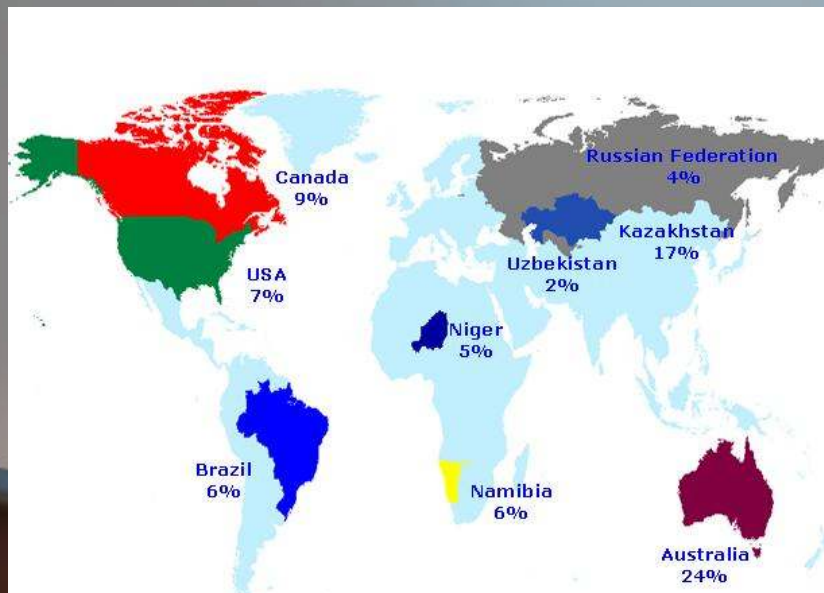 Canada
9%
Russian Federation
4%
Kazakhstan
17%
Uzbekistan
2%
USA
7%
Niger
5%
Brazil
6%
Namibia
6%
Australia
24%